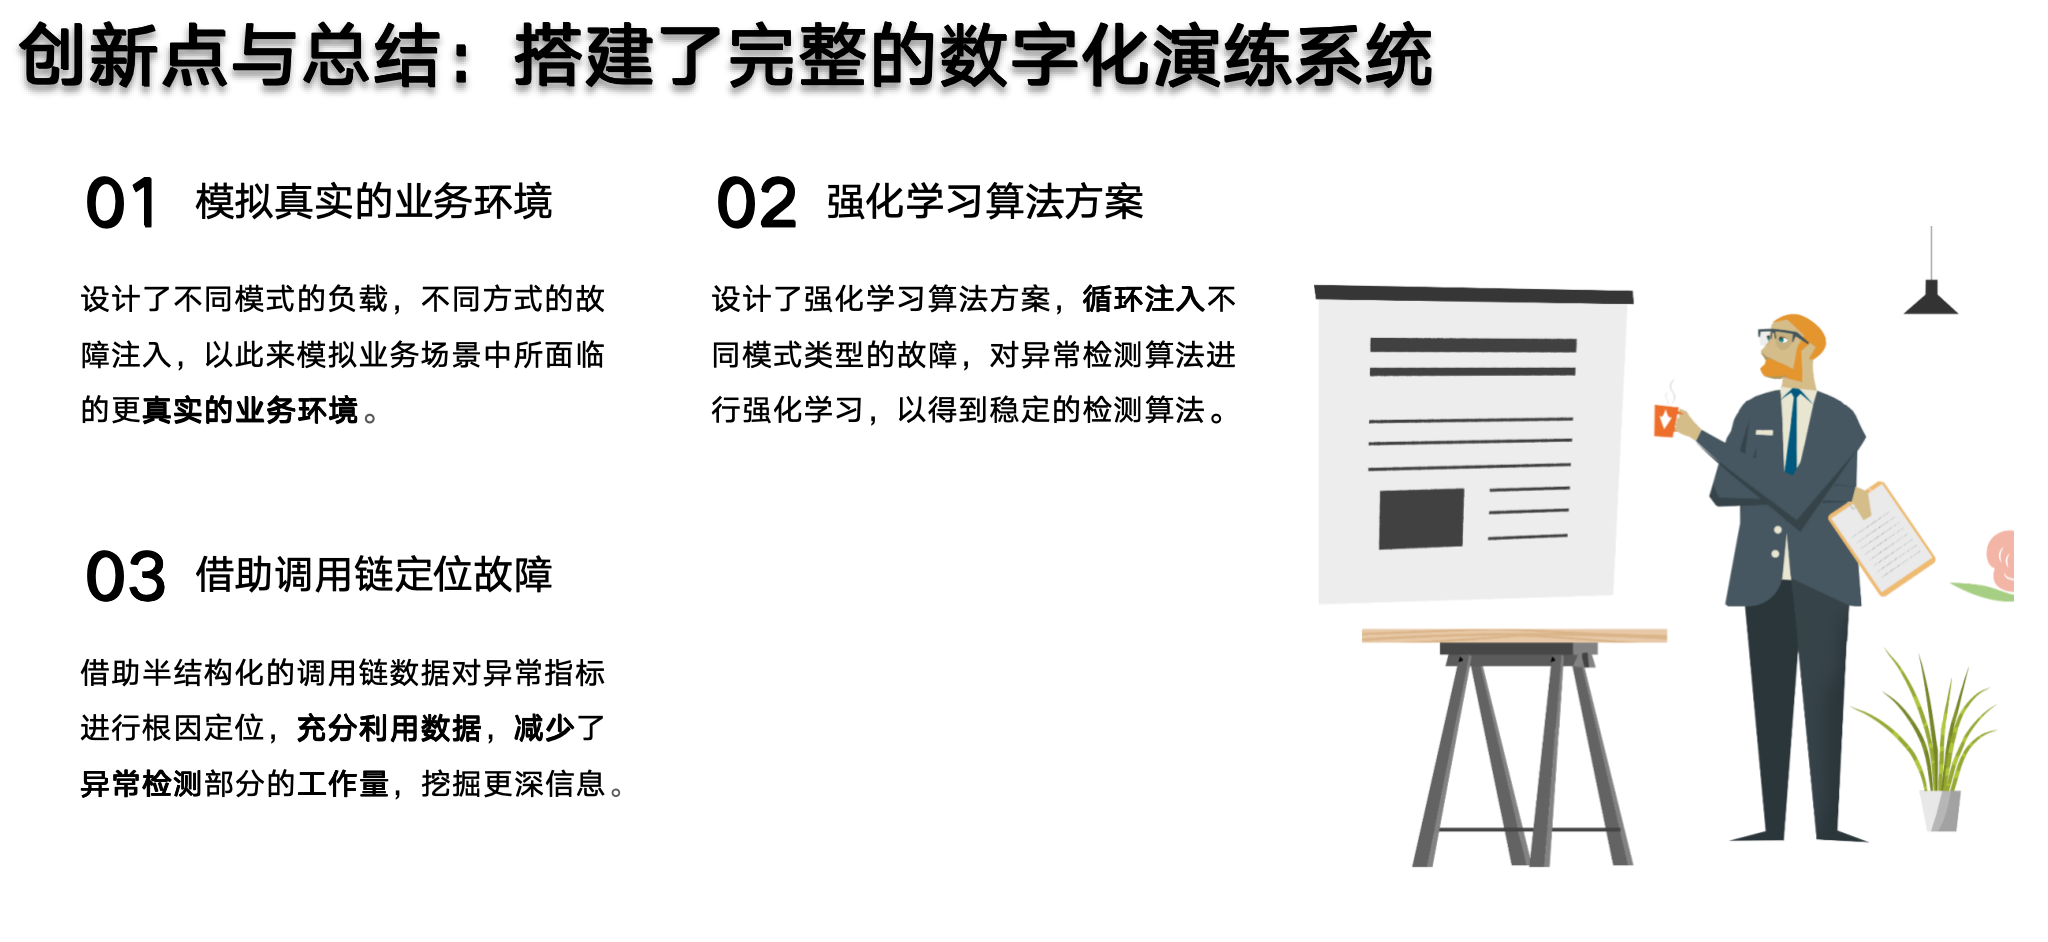 创新点与总结：搭建了完整的数字化演练系统
01 模拟真实的业务环境
设计了不同模式的负载，不同方式的故
障注入，以此来模拟业务场景中所面临
的更真实的业务环境。
02 强化学习算法方案
设计了强化学习算法方案，循环注入不
同模式类型的故障，对异常检测算法进
行强化学习，以得到稳定的检测算法。
03 借助调用链定位故障
借助半结构化的调用链数据对异常指标
进行根因定位，充分利用数据，减少了
异常检测部分的工作量，挖掘更深信息。